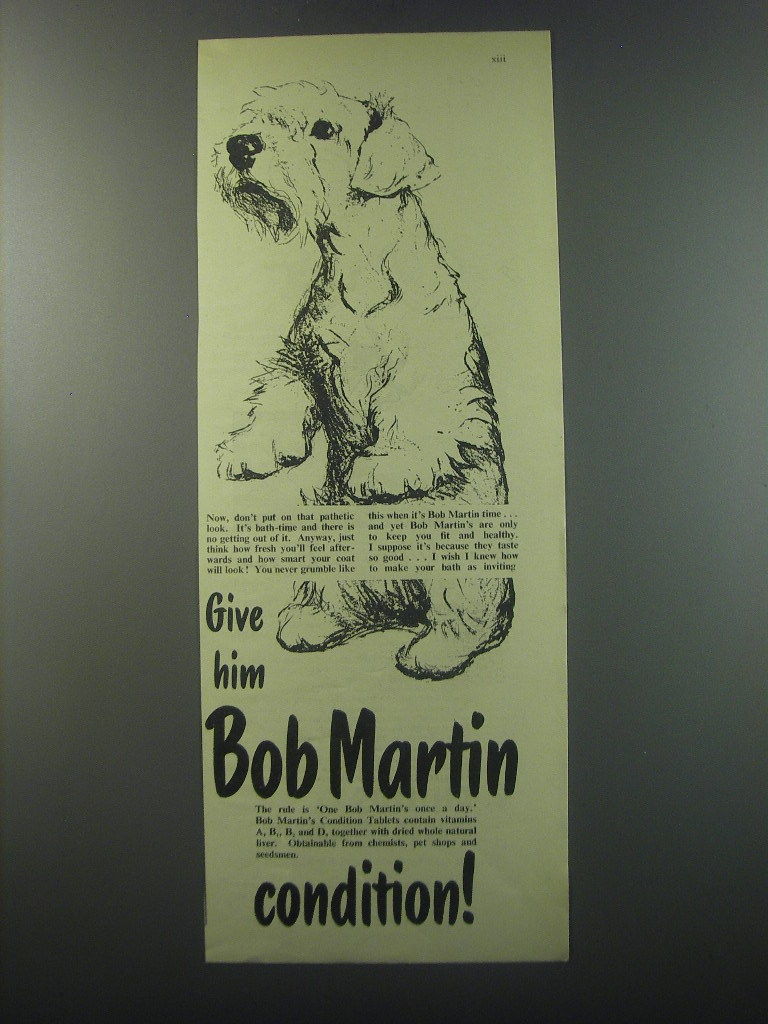 xiii
Now, don't put on that pathetic
look. It's bath-time and there is
no getting out of it. Anyway, just
think how fresh you'll feel after-
wards and how smart your coat
will look! You never grumble like
this when it's Bob Martin time . . .
and yet Bob Martin's are only
to keep you fit and healthy.
I suppose it's because they taste
so good . . . I wish I knew how
to make your bath as inviting
Give
him
Bob Martin
The rule is 'One Bob Martin's once a day.'
Bob Martin's Condition Tablets contain vitamins
A, B₁, B₂ and D, together with dried whole natural
liver. Obtainable from chemists, pet shops and
seedsmen.
condition!